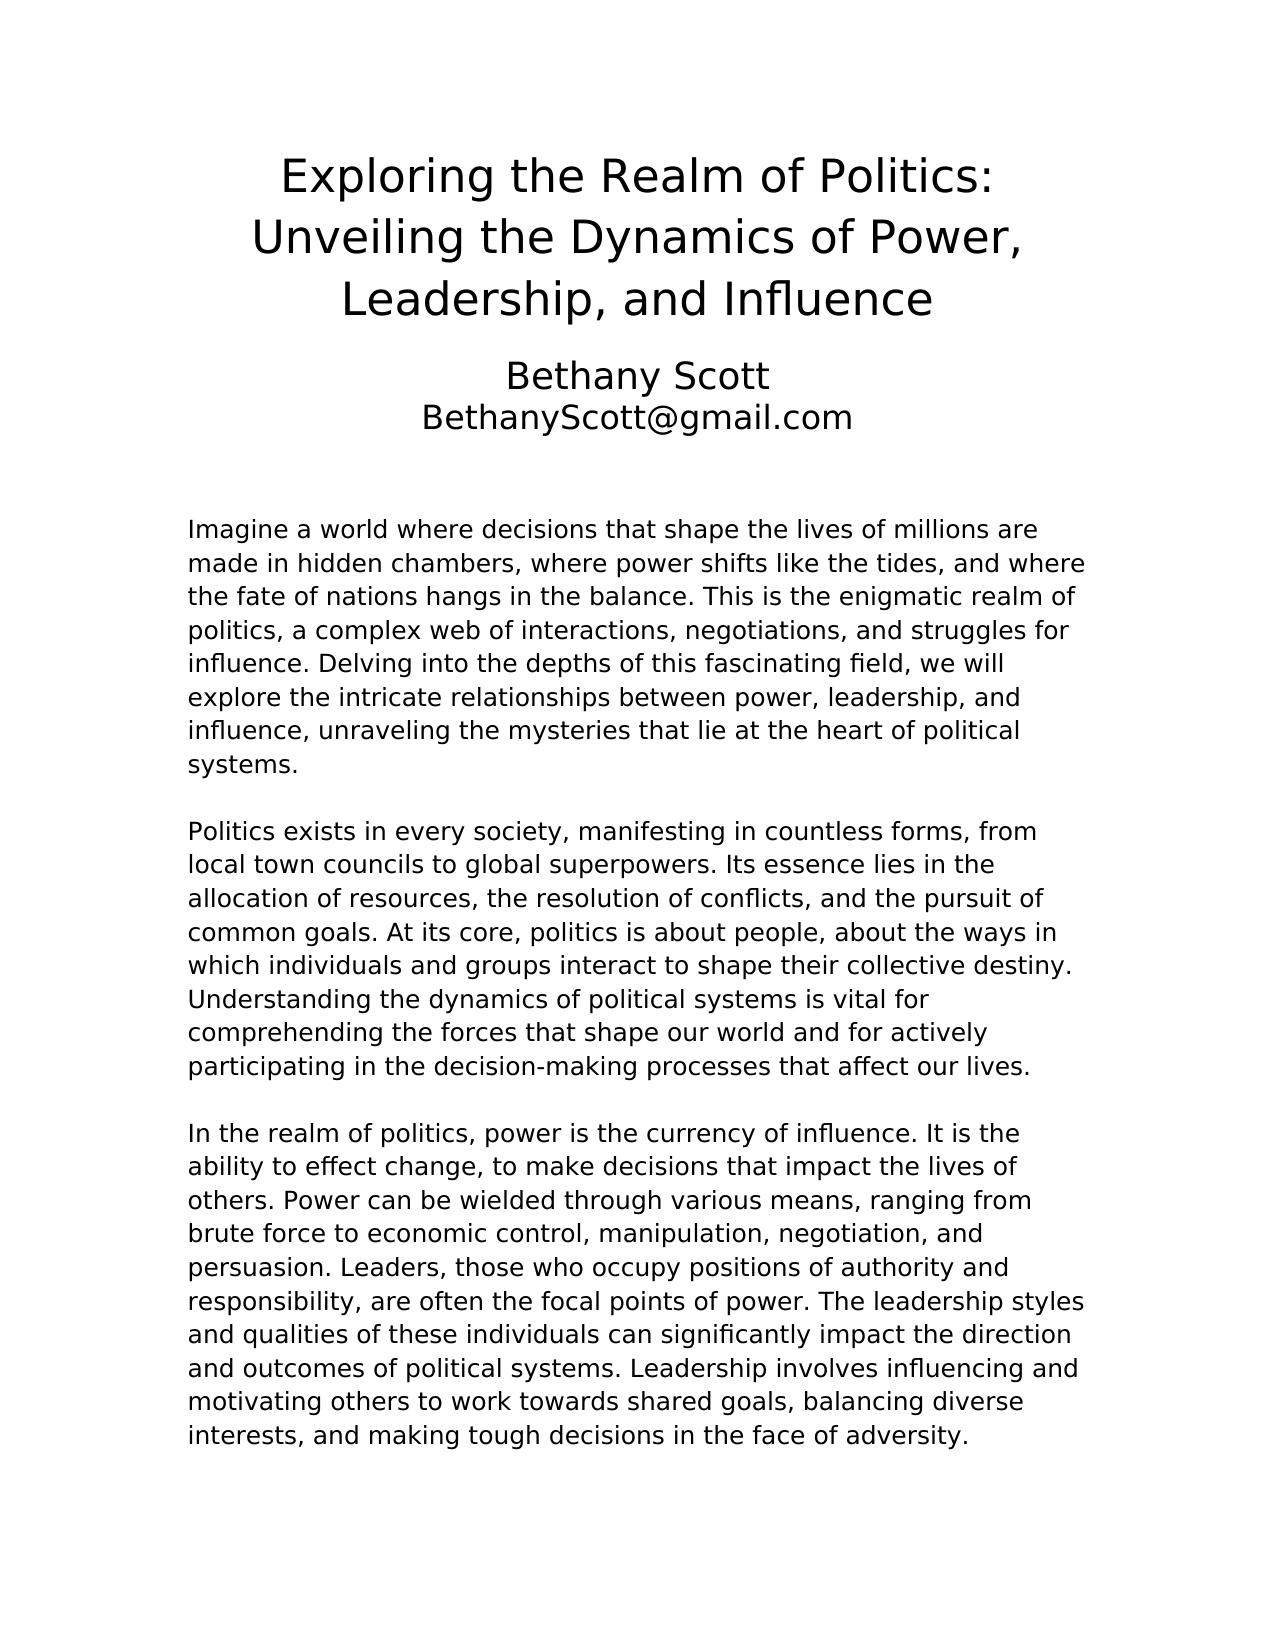 Exploring the Realm of Politics:
Unveiling the Dynamics of Power,
Leadership, and Influence
Bethany Scott
BethanyScott@gmail.com
Imagine a world where decisions that shape the lives of millions are
made in hidden chambers, where power shifts like the tides, and where
the fate of nations hangs in the balance. This is the enigmatic realm of
politics, a complex web of interactions, negotiations, and struggles for
influence. Delving into the depths of this fascinating field, we will
explore the intricate relationships between power, leadership, and
influence, unraveling the mysteries that lie at the heart of political
systems.
Politics exists in every society, manifesting in countless forms, from
local town councils to global superpowers. Its essence lies in the
allocation of resources, the resolution of conflicts, and the pursuit of
common goals. At its core, politics is about people, about the ways in
which individuals and groups interact to shape their collective destiny.
Understanding the dynamics of political systems is vital for
comprehending the forces that shape our world and for actively
participating in the decision-making processes that affect our lives.
In the realm of politics, power is the currency of influence. It is the
ability to effect change, to make decisions that impact the lives of
others. Power can be wielded through various means, ranging from
brute force to economic control, manipulation, negotiation, and
persuasion. Leaders, those who occupy positions of authority and
responsibility, are often the focal points of power. The leadership styles
and qualities of these individuals can significantly impact the direction
and outcomes of political systems. Leadership involves influencing and
motivating others to work towards shared goals, balancing diverse
interests, and making tough decisions in the face of adversity.